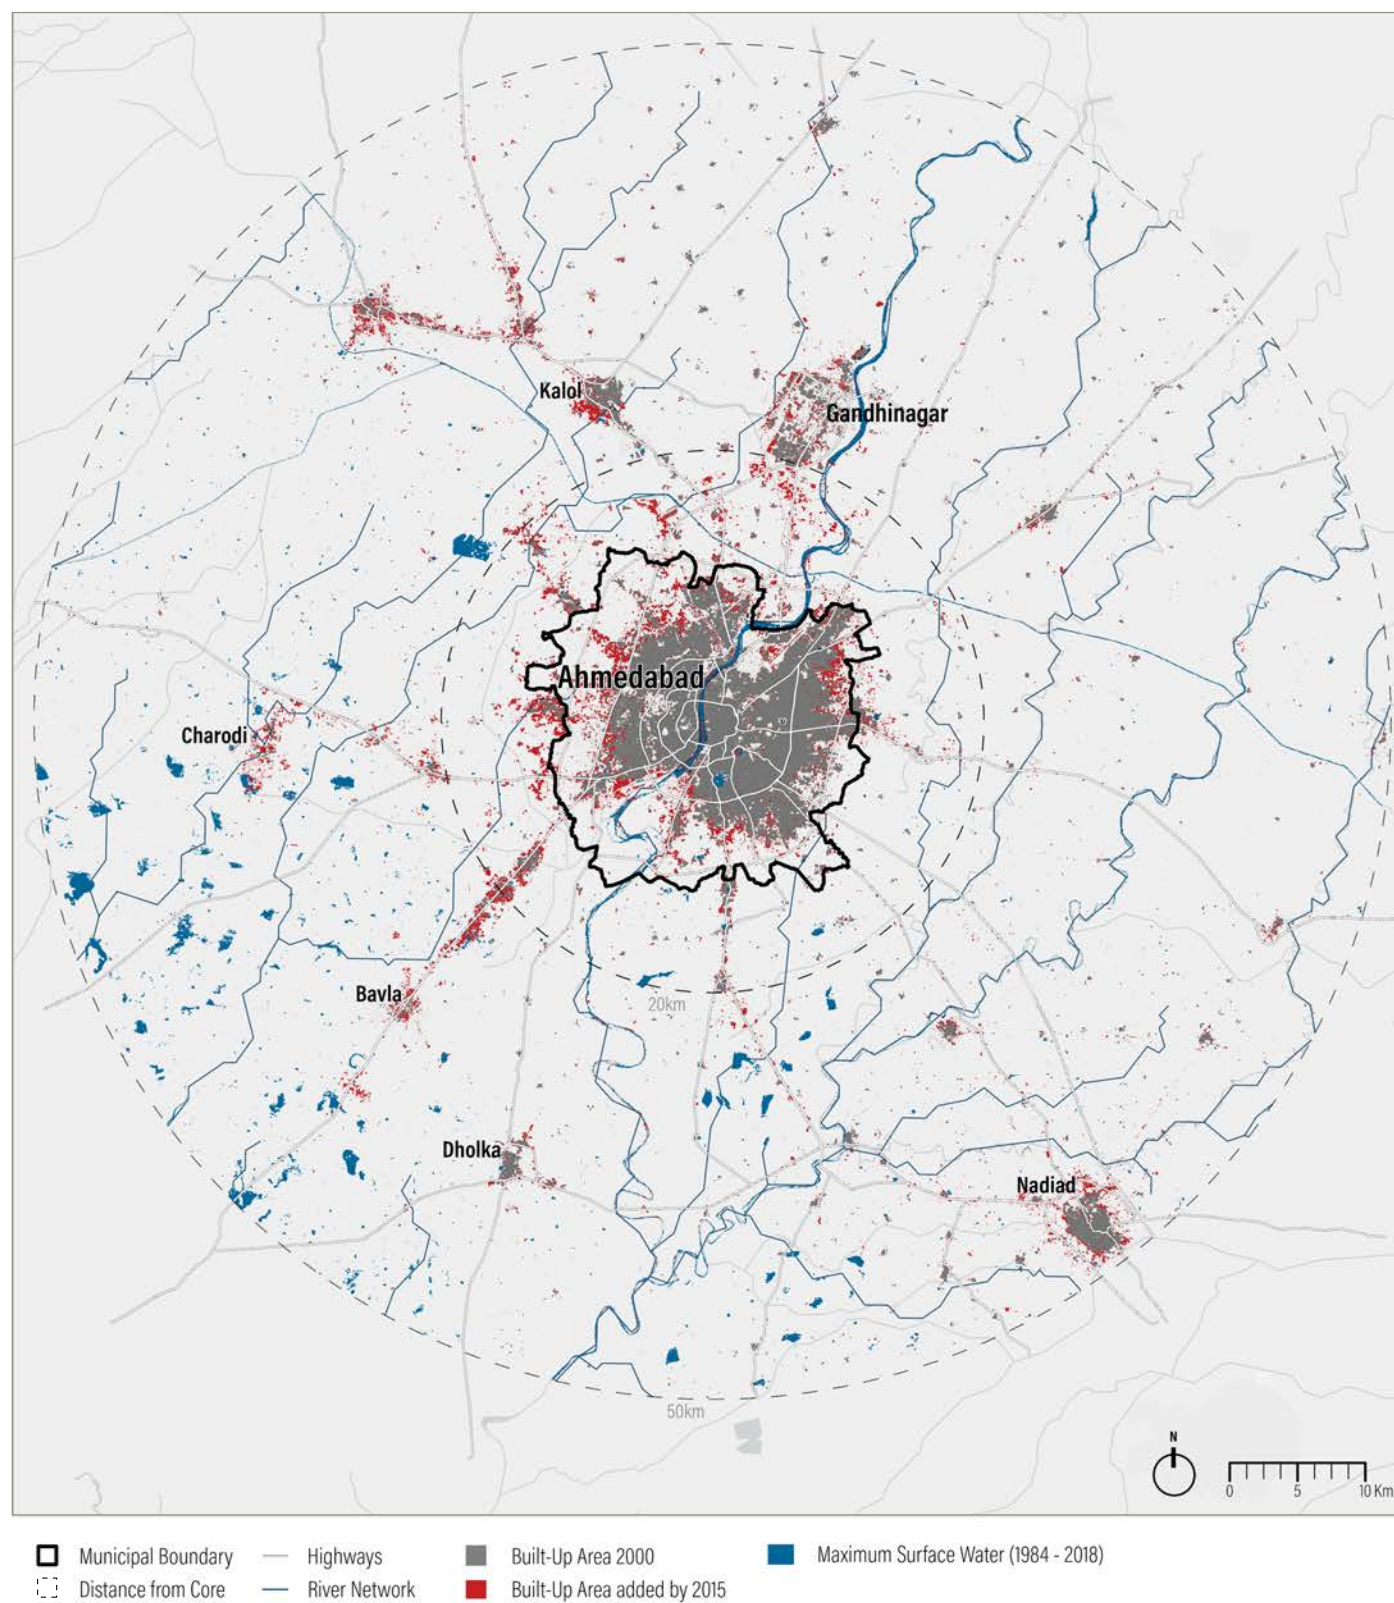 Kalol
Gandhinagar
Ahmedabad
Charodi
Bavla
20km
Dholka
Nadiad
50km
N
0 5 10 Km
Municipal Boundary
Highways
Built-Up Area 2000
Maximum Surface Water (1984 - 2018)
Distance from Core
River Network
Built-Up Area added by 2015